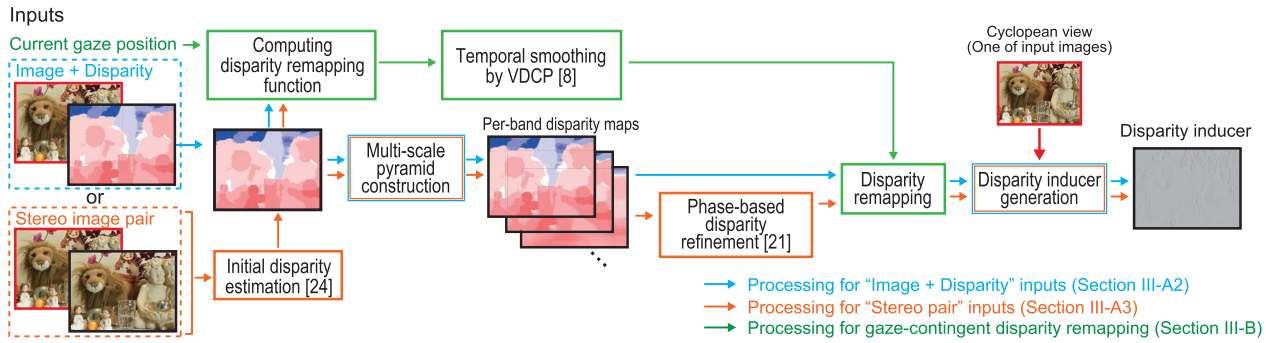 Inputs
Current gaze position
Image + Disparity
or
Stereo image pair
Computing
disparity remapping
function
Temporal smoothing
by VDCP [8]
Multi-scale
pyramid
construction
Initial disparity
estimation [24]
Per-band disparity maps
Phase-based
disparity
refinement [21]
Disparity
remapping
Cyclopean view
(One of input images)
Disparity inducer
generation
Disparity inducer
Processing for “Image + Disparity” inputs (Section III-A2)
Processing for “Stereo pair” inputs (Section III-A3)
Processing for gaze-contingent disparity remapping (Section III-B)